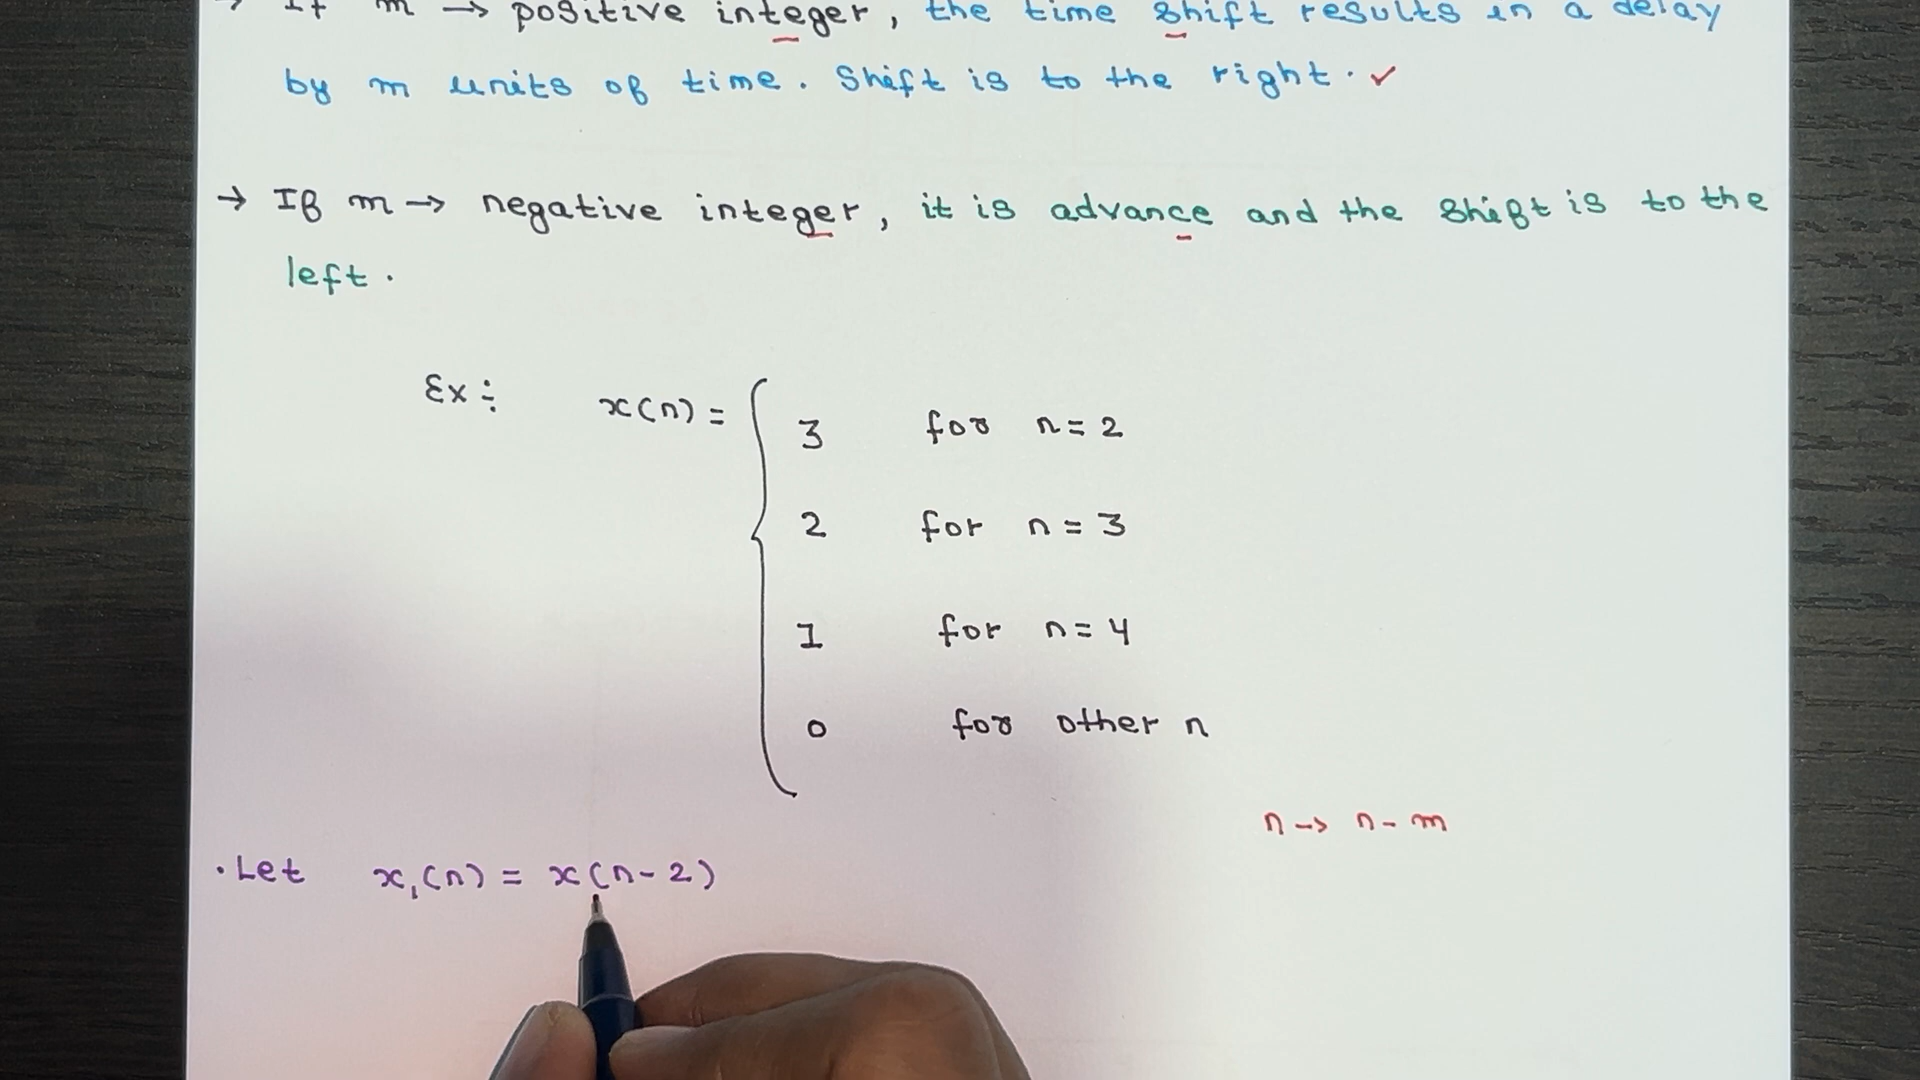 → If m → positive integer, the time shift results in a delay
by m units of time. Shift is to the right. ✓
→ If m → negative integer, it is advance and the shift is to the
left.
Ex: x(n) = { 3 for n = 2
2 for n = 3
1 for n = 4
0 for other n
n → n - m
. Let x₁(n) = x(n-2)